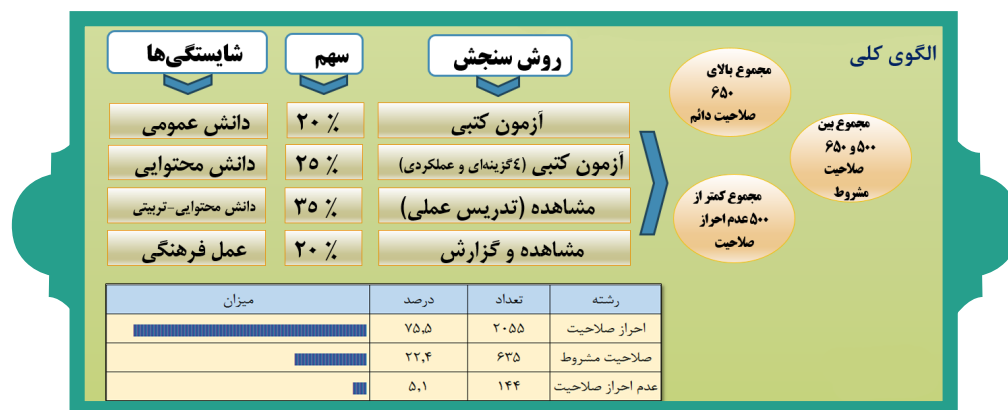 الگوی کلی
شایستگی‌ها سهم روش سنجش
دانش عمومی ۲۰ % آزمون کتبی
دانش محتوایی ۲۵ % آزمون کتبی (٤گزینه‌ای و عملکردی)
دانش محتوایی-تربیتی ۳۵ % مشاهده (تدریس عملی)
عمل فرهنگی ۲۰ % مشاهده و گزارش
مجموع بالای
۶۵۰
صلاحیت دائم
مجموع بین
۵۰۰ و ۶۵۰
صلاحیت
مشروط
مجموع کمتر از
۵۰۰ عدم احراز
صلاحیت
رشته تعداد درصد میزان
احراز صلاحیت ۲۰۵۵ ۷۵,۵
صلاحیت مشروط ۶۳۵ ۲۲,۴
عدم احراز صلاحیت ۱۴۴ ۵,۱